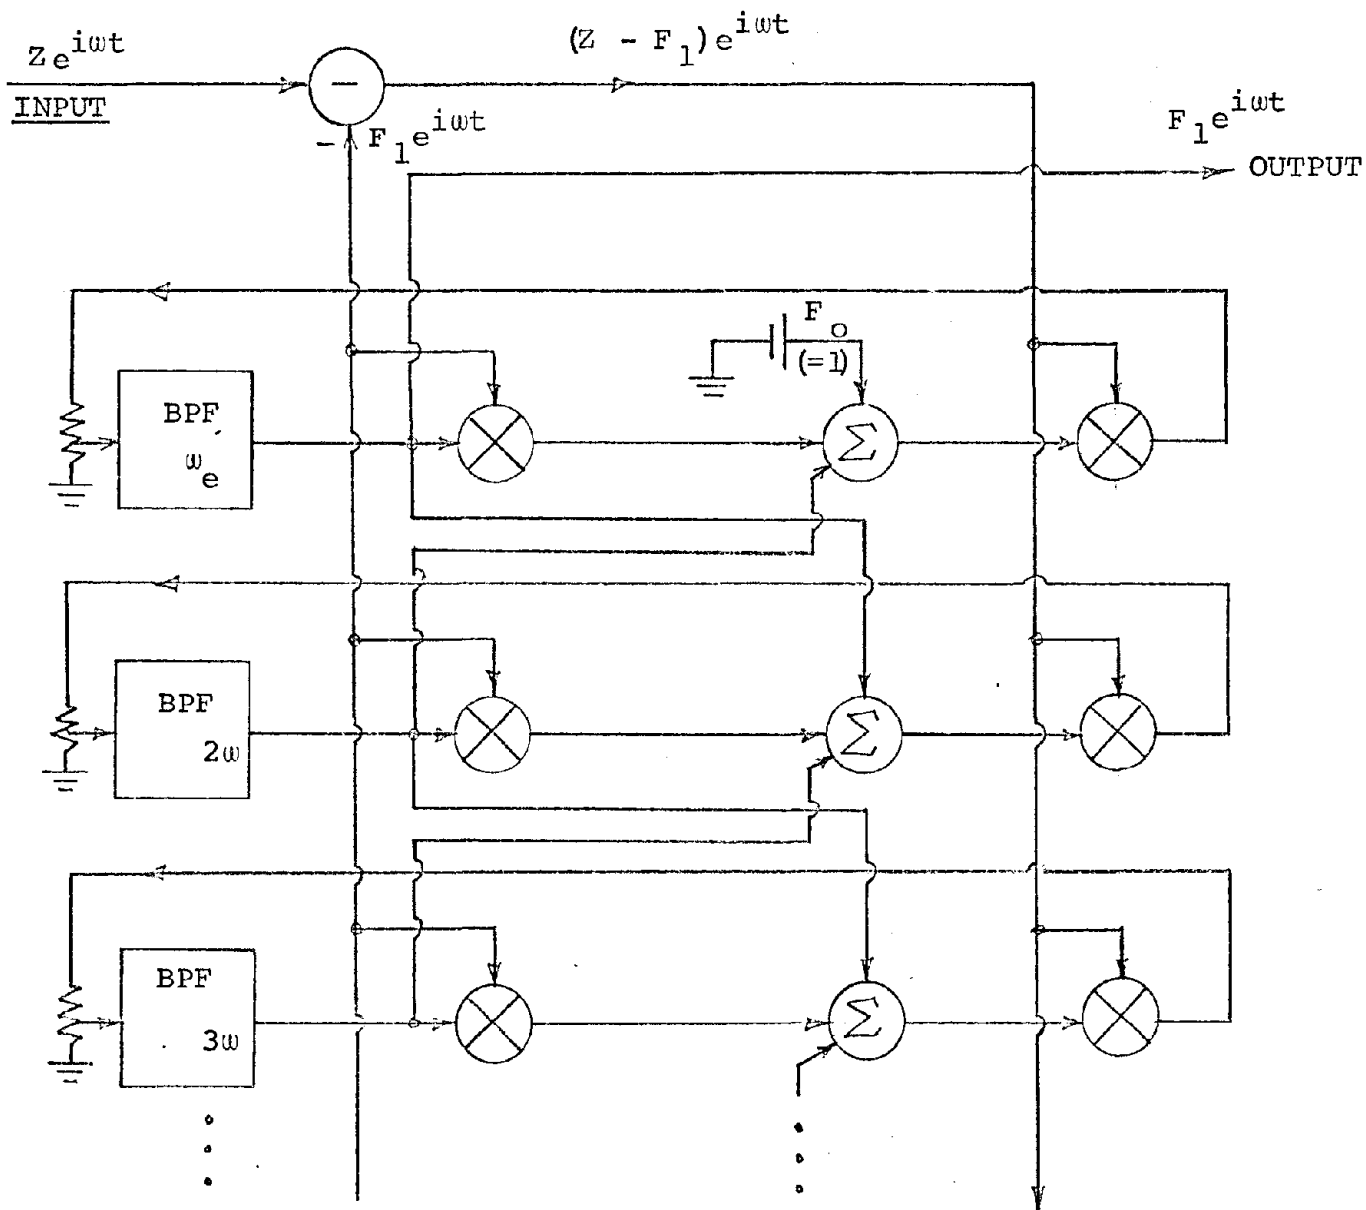 Ze^{iωt}
(Z - F_1)e^{iωt}
INPUT
-
- F_1e^{iωt}
F_1e^{iωt}
OUTPUT
F_o
(=1)
BPF
ω_e
Σ
BPF
2ω
Σ
BPF
3ω
Σ